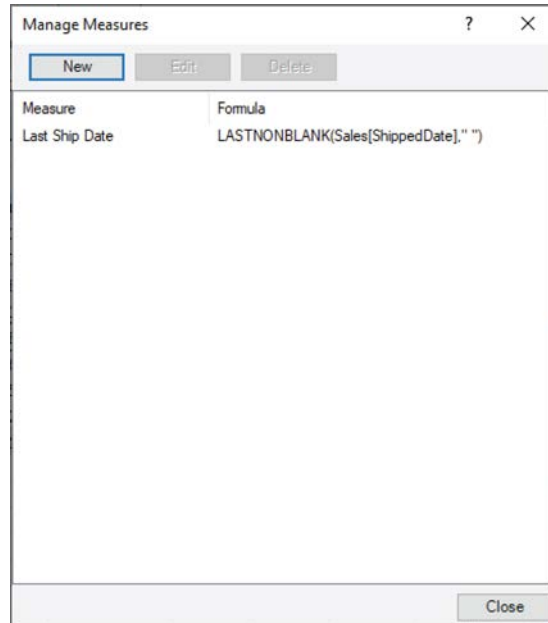 Manage Measures ?
New Edit Delete
Measure Formula
Last Ship Date LASTNONBLANK(Sales[ShippedDate]," ")
Close